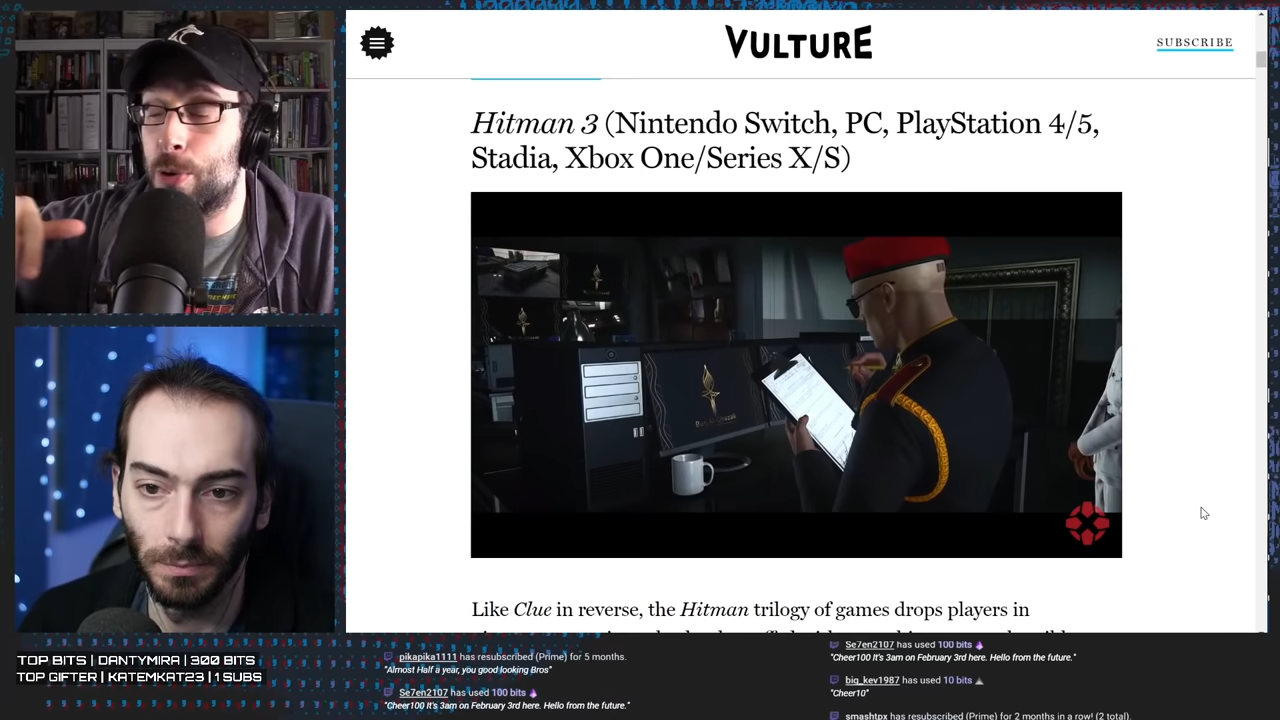 VULTURE
SUBSCRIBE
Hitman 3 (Nintendo Switch, PC, PlayStation 4/5,
Stadia, Xbox One/Series X/S)
Like Clue in reverse, the Hitman trilogy of games drops players in
TOP BITS | DANTYMIRA | 300 BITS
TOP GIFTER | KATEMKAT23 | 1 SUBS
pikapika1111 has resubscribed (Prime) for 5 months.
"Almost Half a year, you good looking Bros"
Se7en2107 has used 100 bits
"Cheer100 It's 3am on February 3rd here. Hello from the future."
Se7en2107 has used 100 bits
"Cheer100 It's 3am on February 3rd here. Hello from the future."
big_kev1987 has used 10 bits
"Cheer10"
smashtpx has resubscribed (Prime) for 2 months in a row! (2 total).